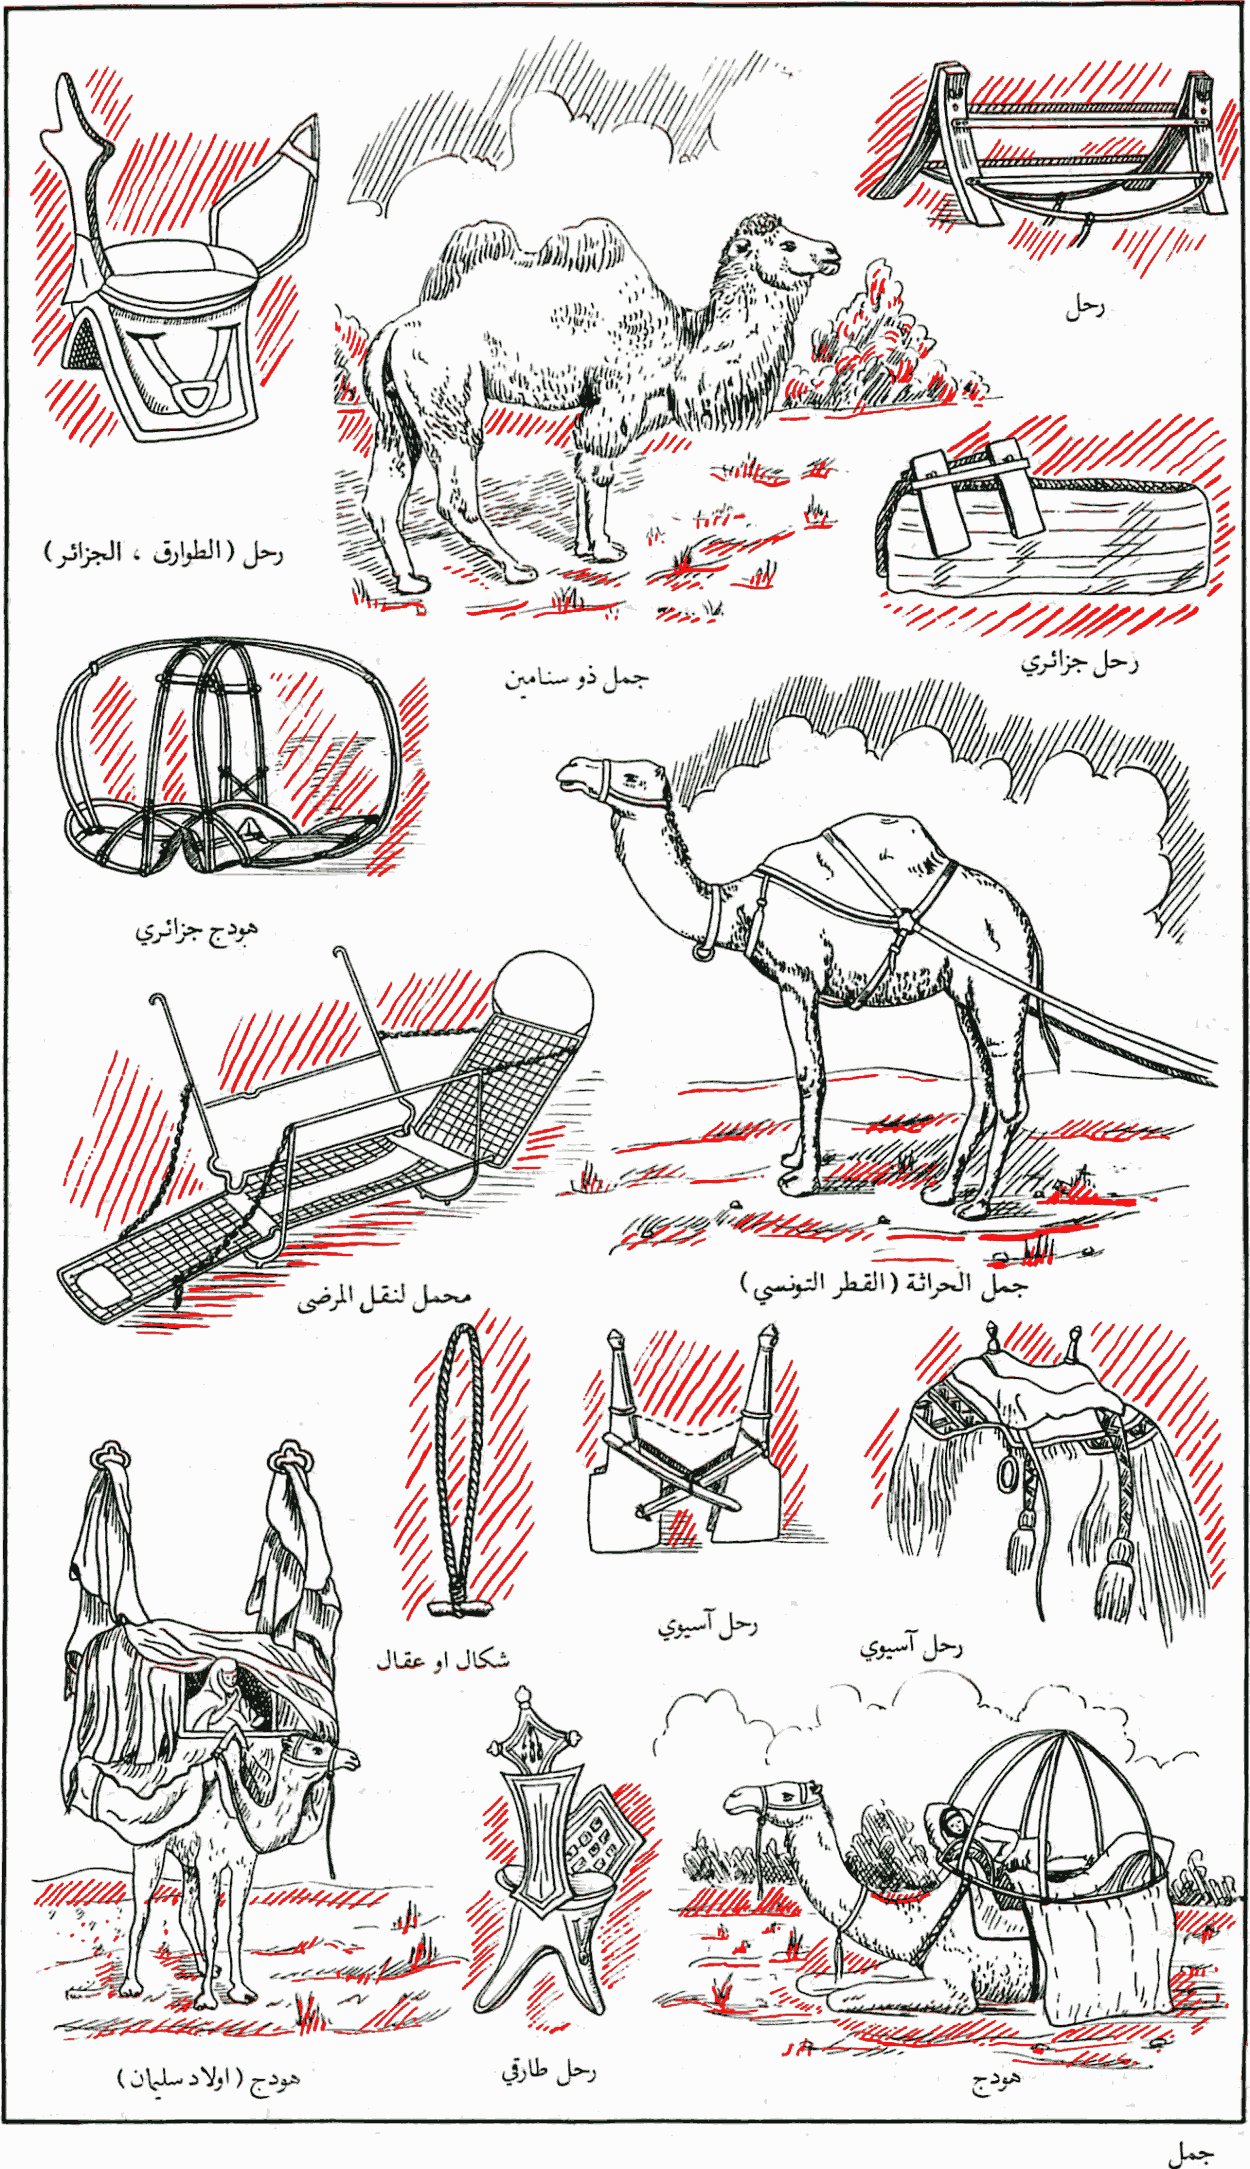 رحل
رحل (الطوارق ، الجزائر)
جمل ذو سنامين
رحل جزائري
هودج جزائري
جمل الحراثة (القطر التونسي)
محمل لنقل المرضى
رحل آسيوي
رحل آسيوي
شكال او عقال
هودج
رحل طارقي
هودج (اولاد سليمان)
جمل